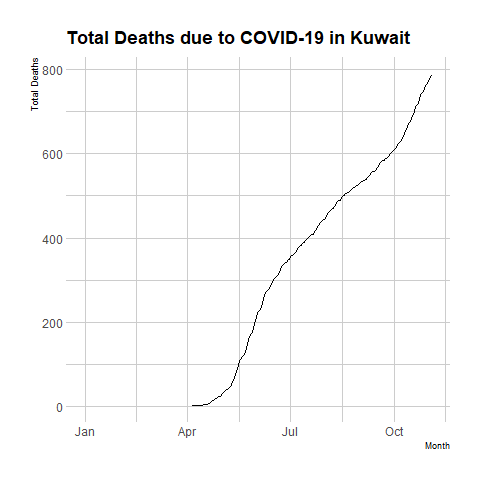 Total Deaths due to COVID-19 in Kuwait
Total Deaths
800
600
400
200
0
Jan Apr Jul Oct
Month